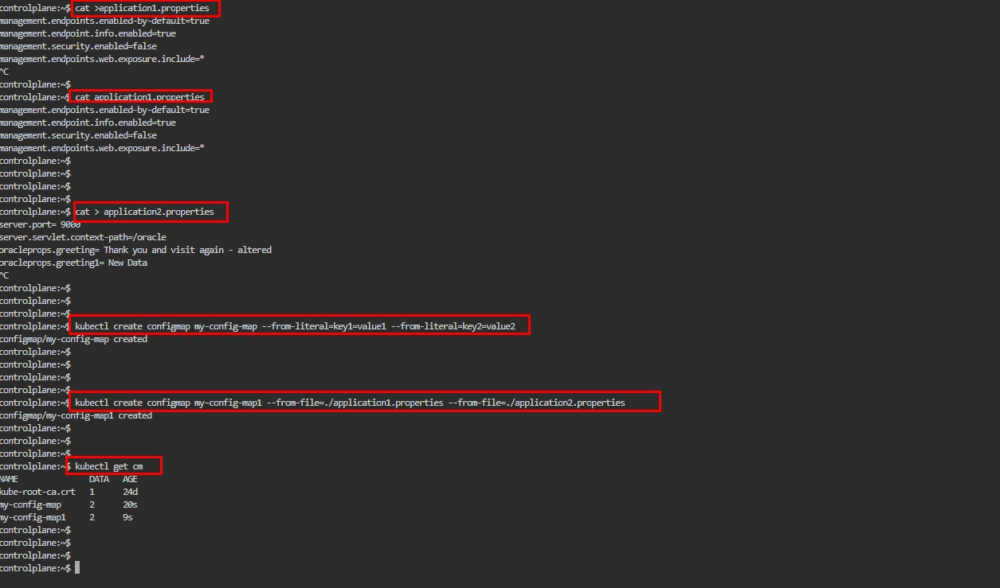 controlplane:~$ cat >application1.properties
management.endpoints.enabled-by-default=true
management.endpoint.info.enabled=true
management.security.enabled=false
management.endpoints.web.exposure.include=*
^C
controlplane:~$
controlplane:~$ cat application1.properties
management.endpoints.enabled-by-default=true
management.endpoint.info.enabled=true
management.security.enabled=false
management.endpoints.web.exposure.include=*
controlplane:~$
controlplane:~$
controlplane:~$
controlplane:~$
controlplane:~$ cat > application2.properties
server.port= 9000
server.servlet.context-path=/oracle
oracleprops.greeting= Thank you and visit again - altered
oracleprops.greeting1= New Data
^C
controlplane:~$
controlplane:~$
controlplane:~$
controlplane:~$ kubectl create configmap my-config-map --from-literal=key1=value1 --from-literal=key2=value2
configmap/my-config-map created
controlplane:~$
controlplane:~$
controlplane:~$
controlplane:~$
controlplane:~$ kubectl create configmap my-config-map1 --from-file=./application1.properties --from-file=./application2.properties
configmap/my-config-map1 created
controlplane:~$
controlplane:~$
controlplane:~$
controlplane:~$ kubectl get cm
NAME DATA AGE
kube-root-ca.crt 1 24d
my-config-map 2 20s
my-config-map1 2 9s
controlplane:~$
controlplane:~$
controlplane:~$
controlplane:~$